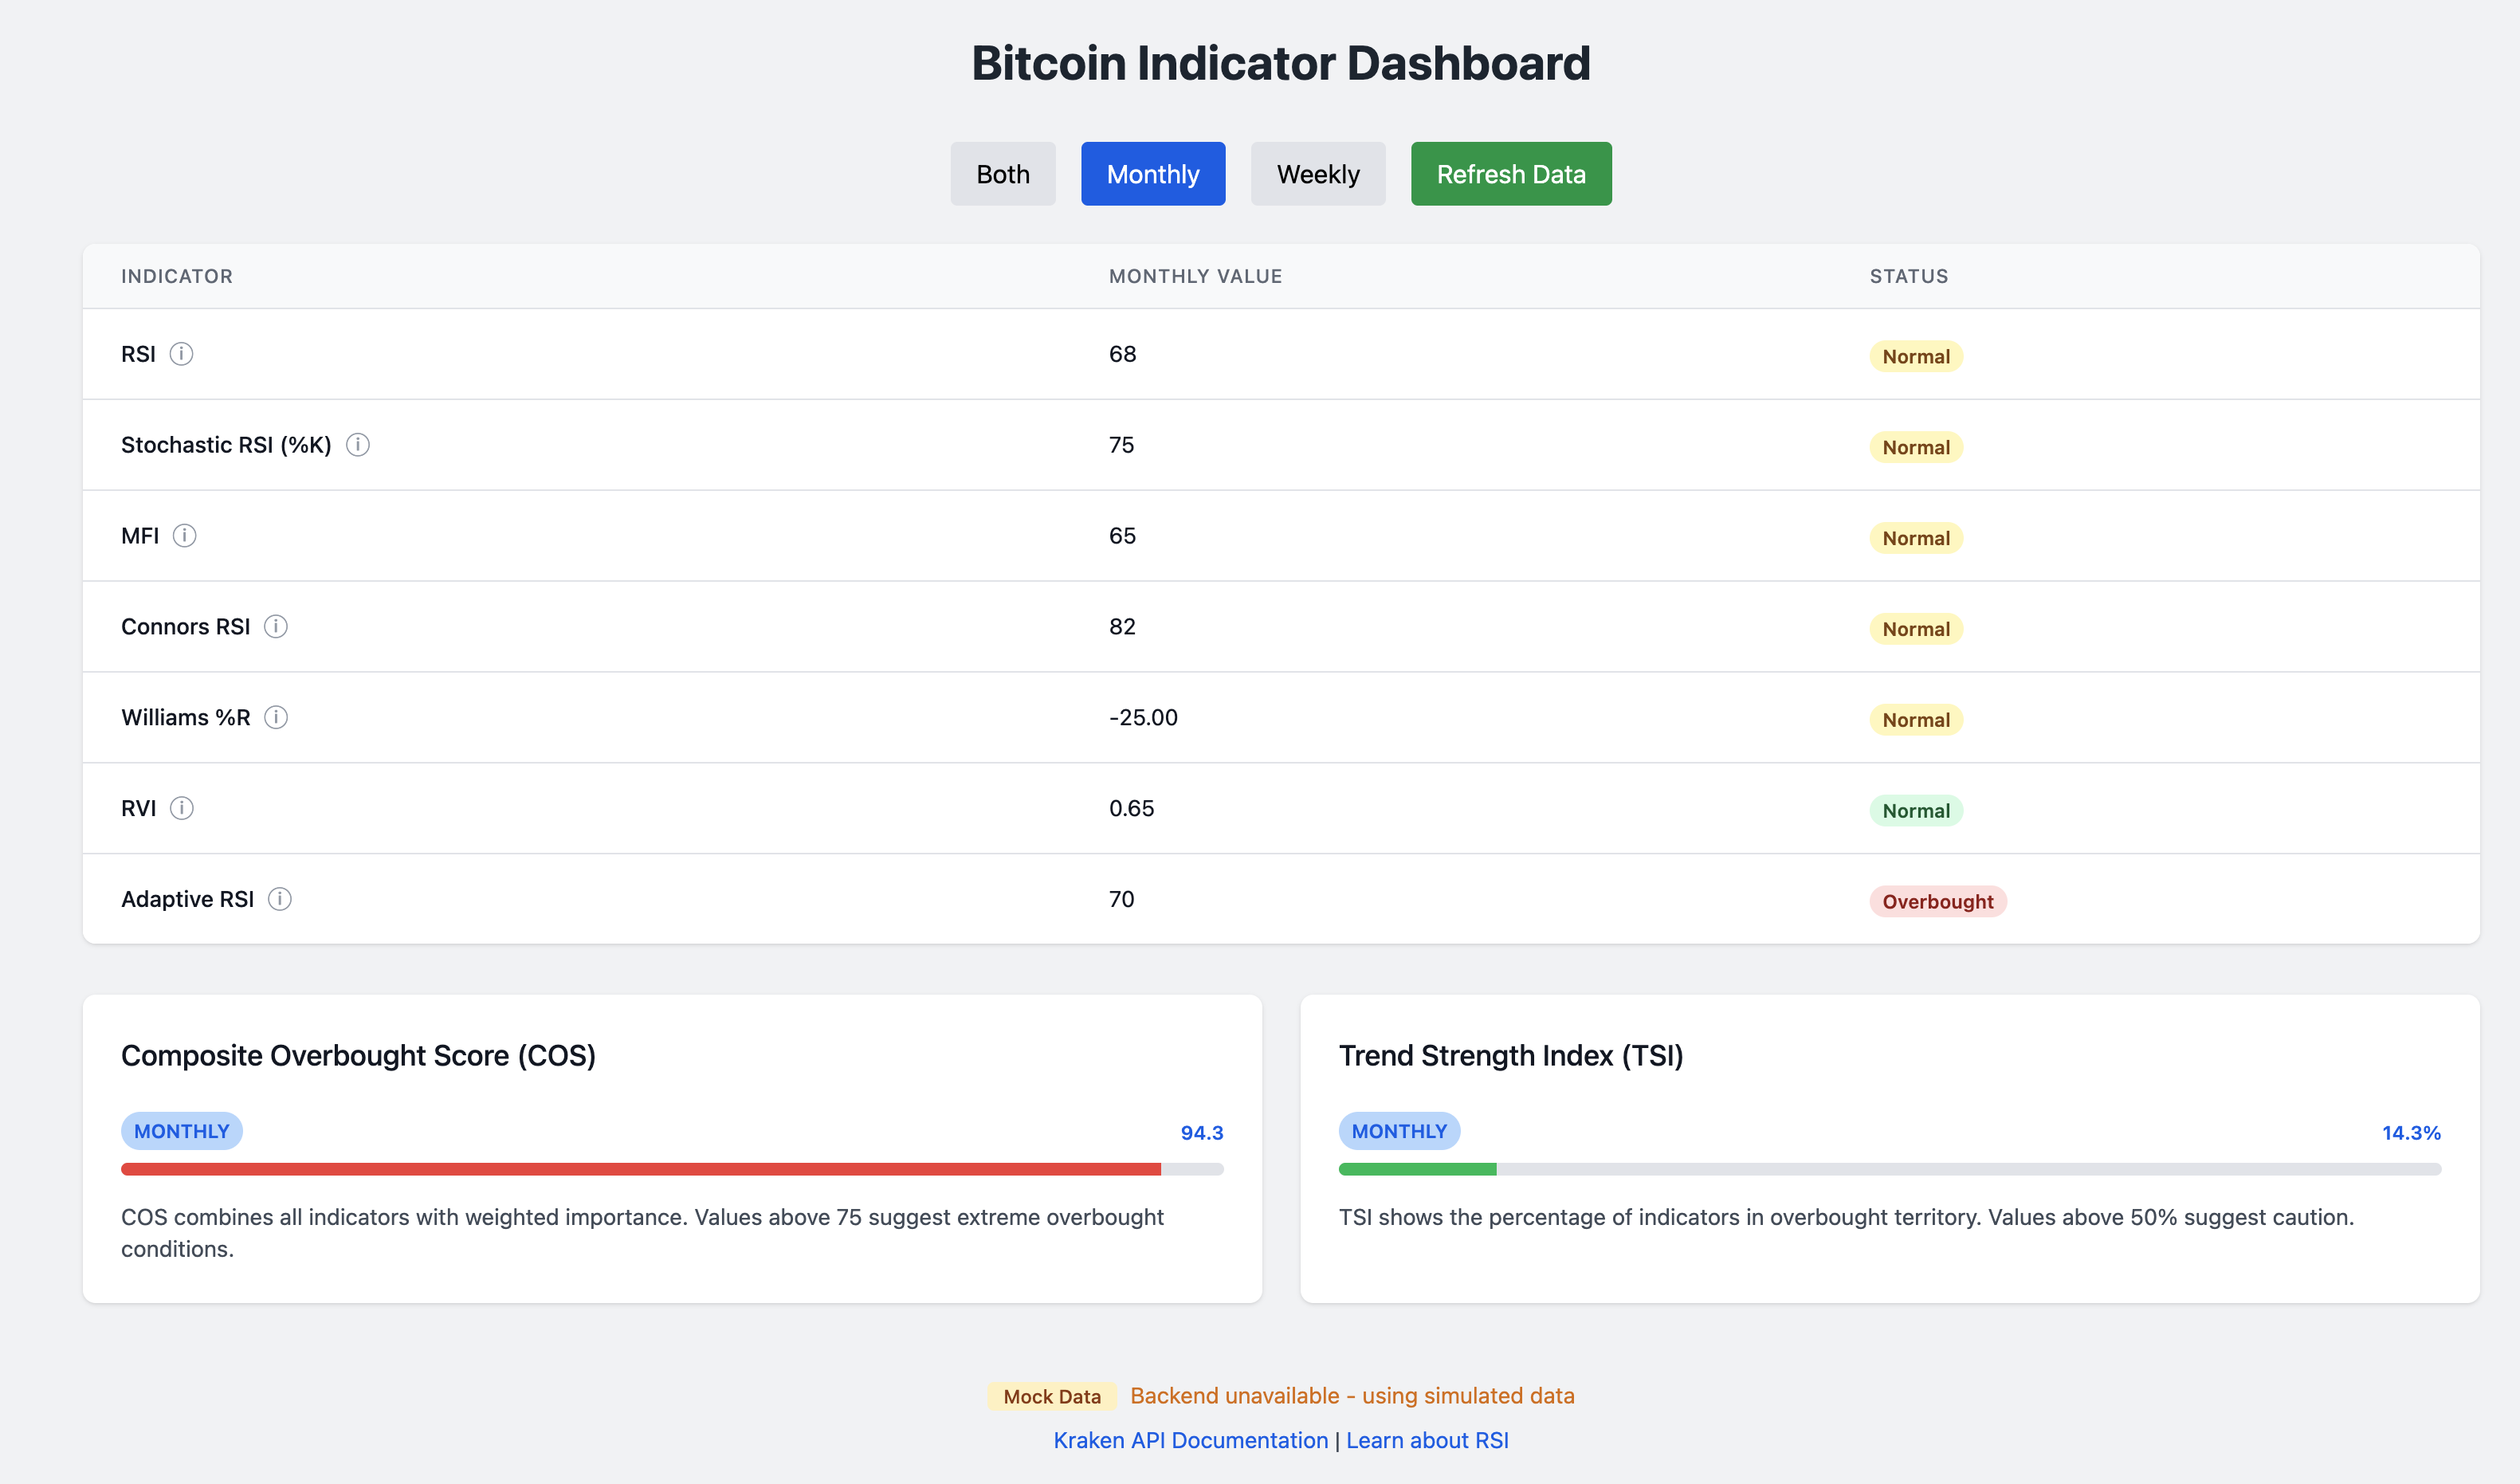 Bitcoin Indicator Dashboard
Both Monthly Weekly Refresh Data
INDICATOR MONTHLY VALUE STATUS
RSI 68 Normal
Stochastic RSI (%K) 75 Normal
MFI 65 Normal
Connors RSI 82 Normal
Williams %R -25.00 Normal
RVI 0.65 Normal
Adaptive RSI 70 Overbought
Composite Overbought Score (COS)
MONTHLY 94.3
COS combines all indicators with weighted importance. Values above 75 suggest extreme overbought
conditions.
Trend Strength Index (TSI)
MONTHLY 14.3%
TSI shows the percentage of indicators in overbought territory. Values above 50% suggest caution.
Mock Data Backend unavailable - using simulated data
Kraken API Documentation | Learn about RSI